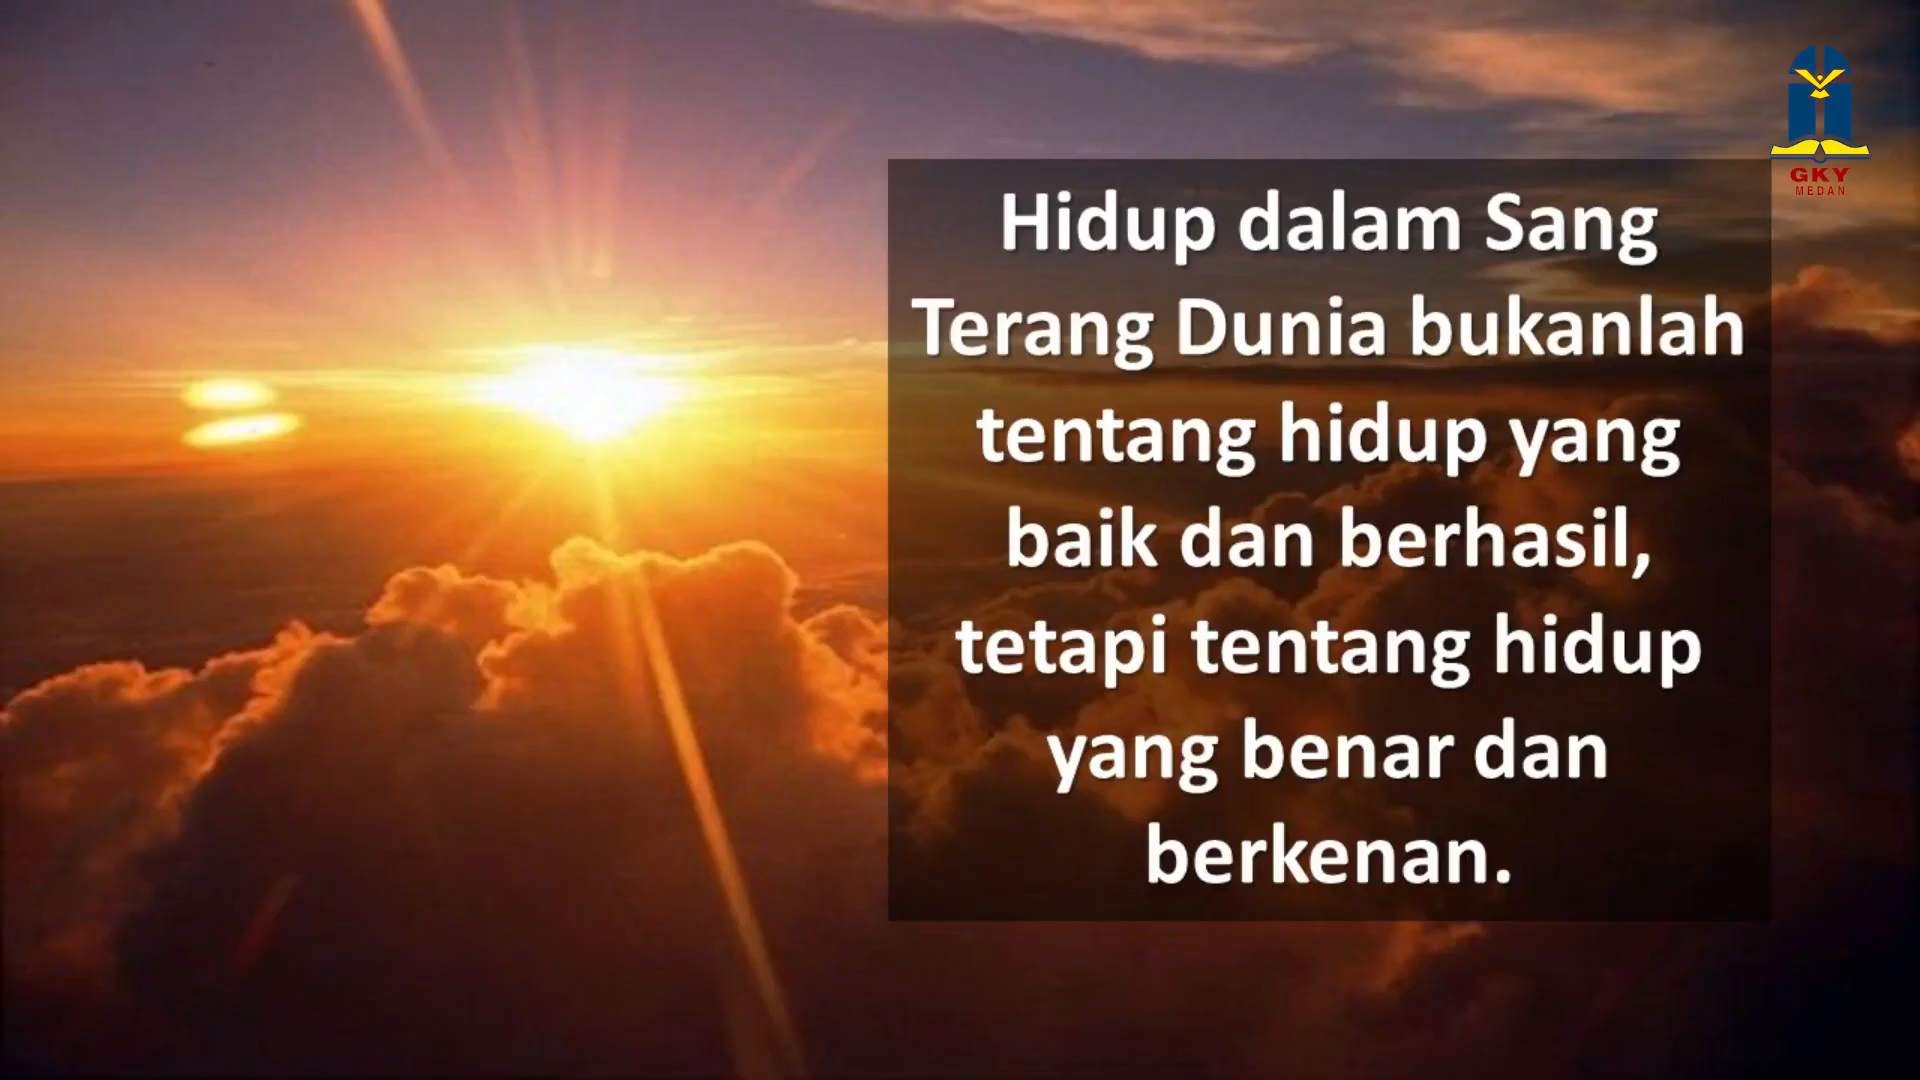 GKY
MEDAN
Hidup dalam Sang
Terang Dunia bukanlah
tentang hidup yang
baik dan berhasil,
tetapi tentang hidup
yang benar dan
berkenan.